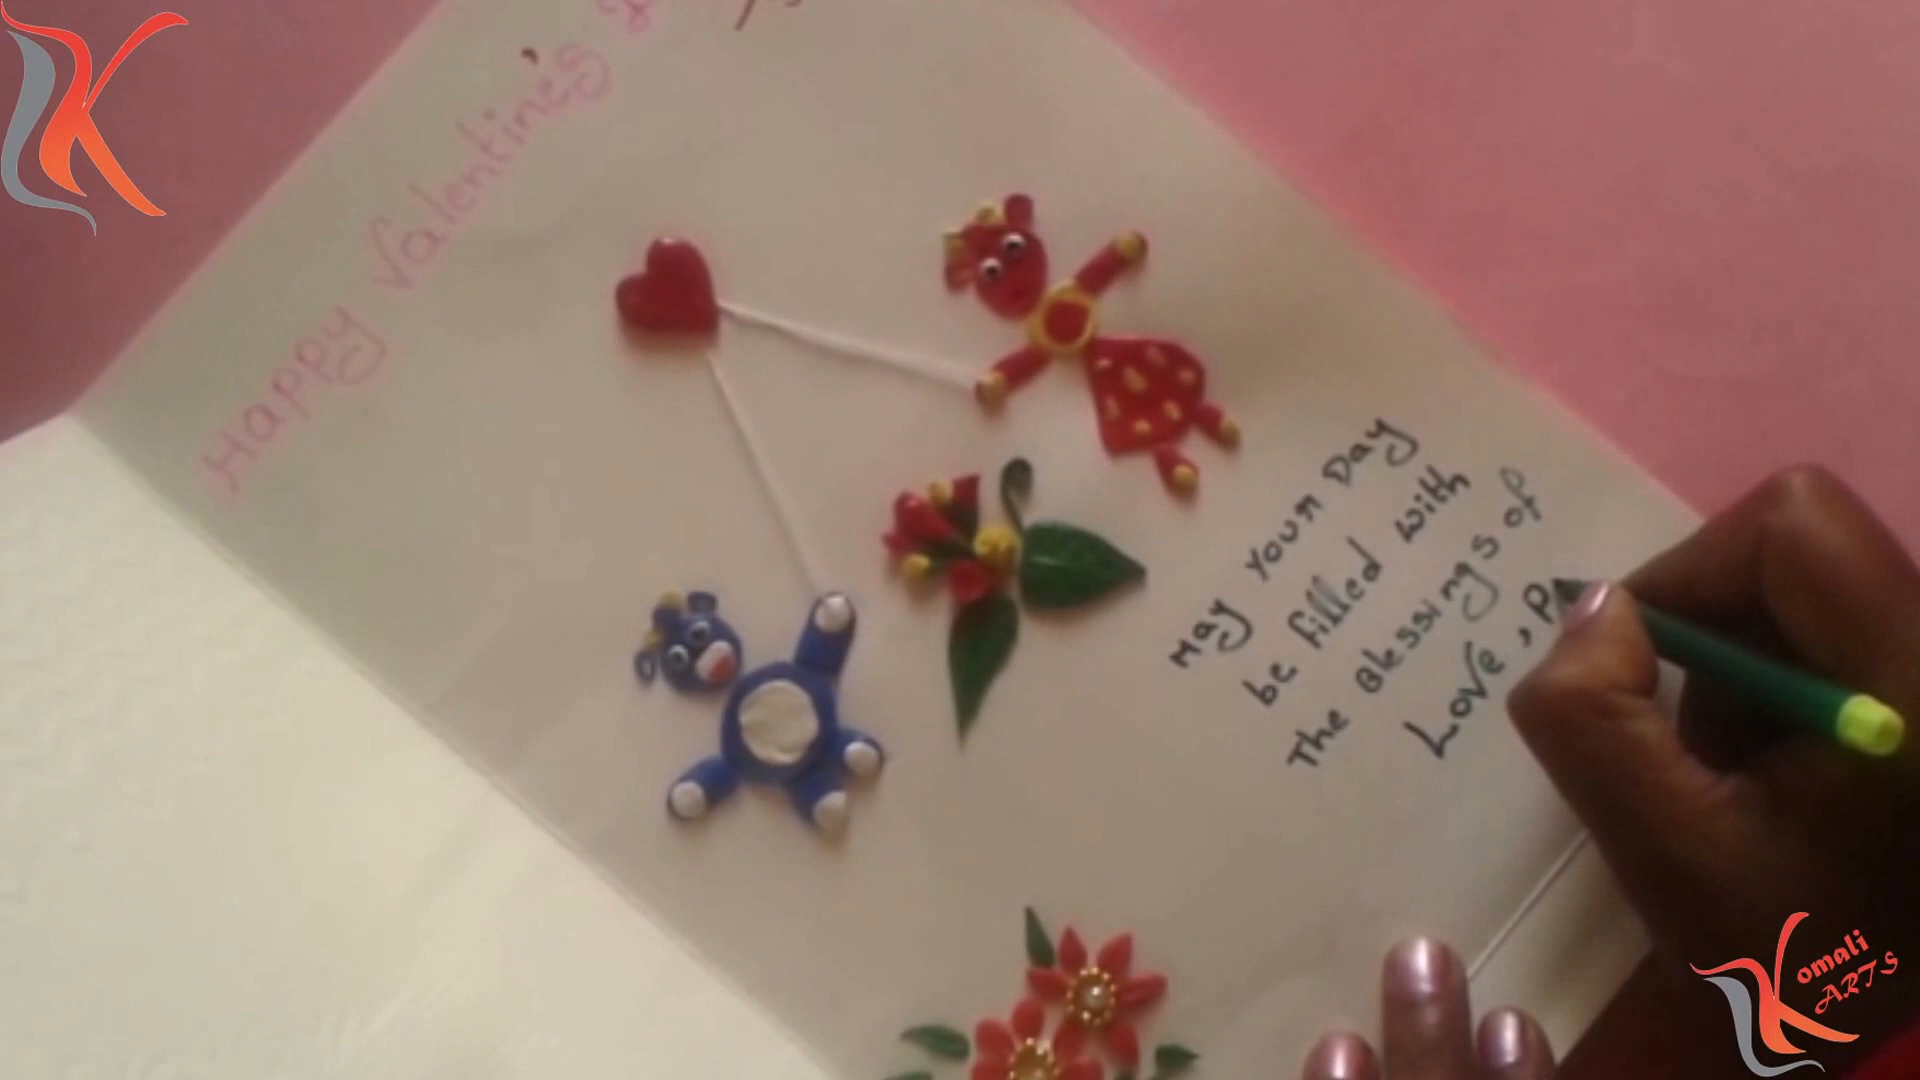 Happy Valentine's
May Your Day
be filled with
The Blessings of
Love, P
Komali
ARTS